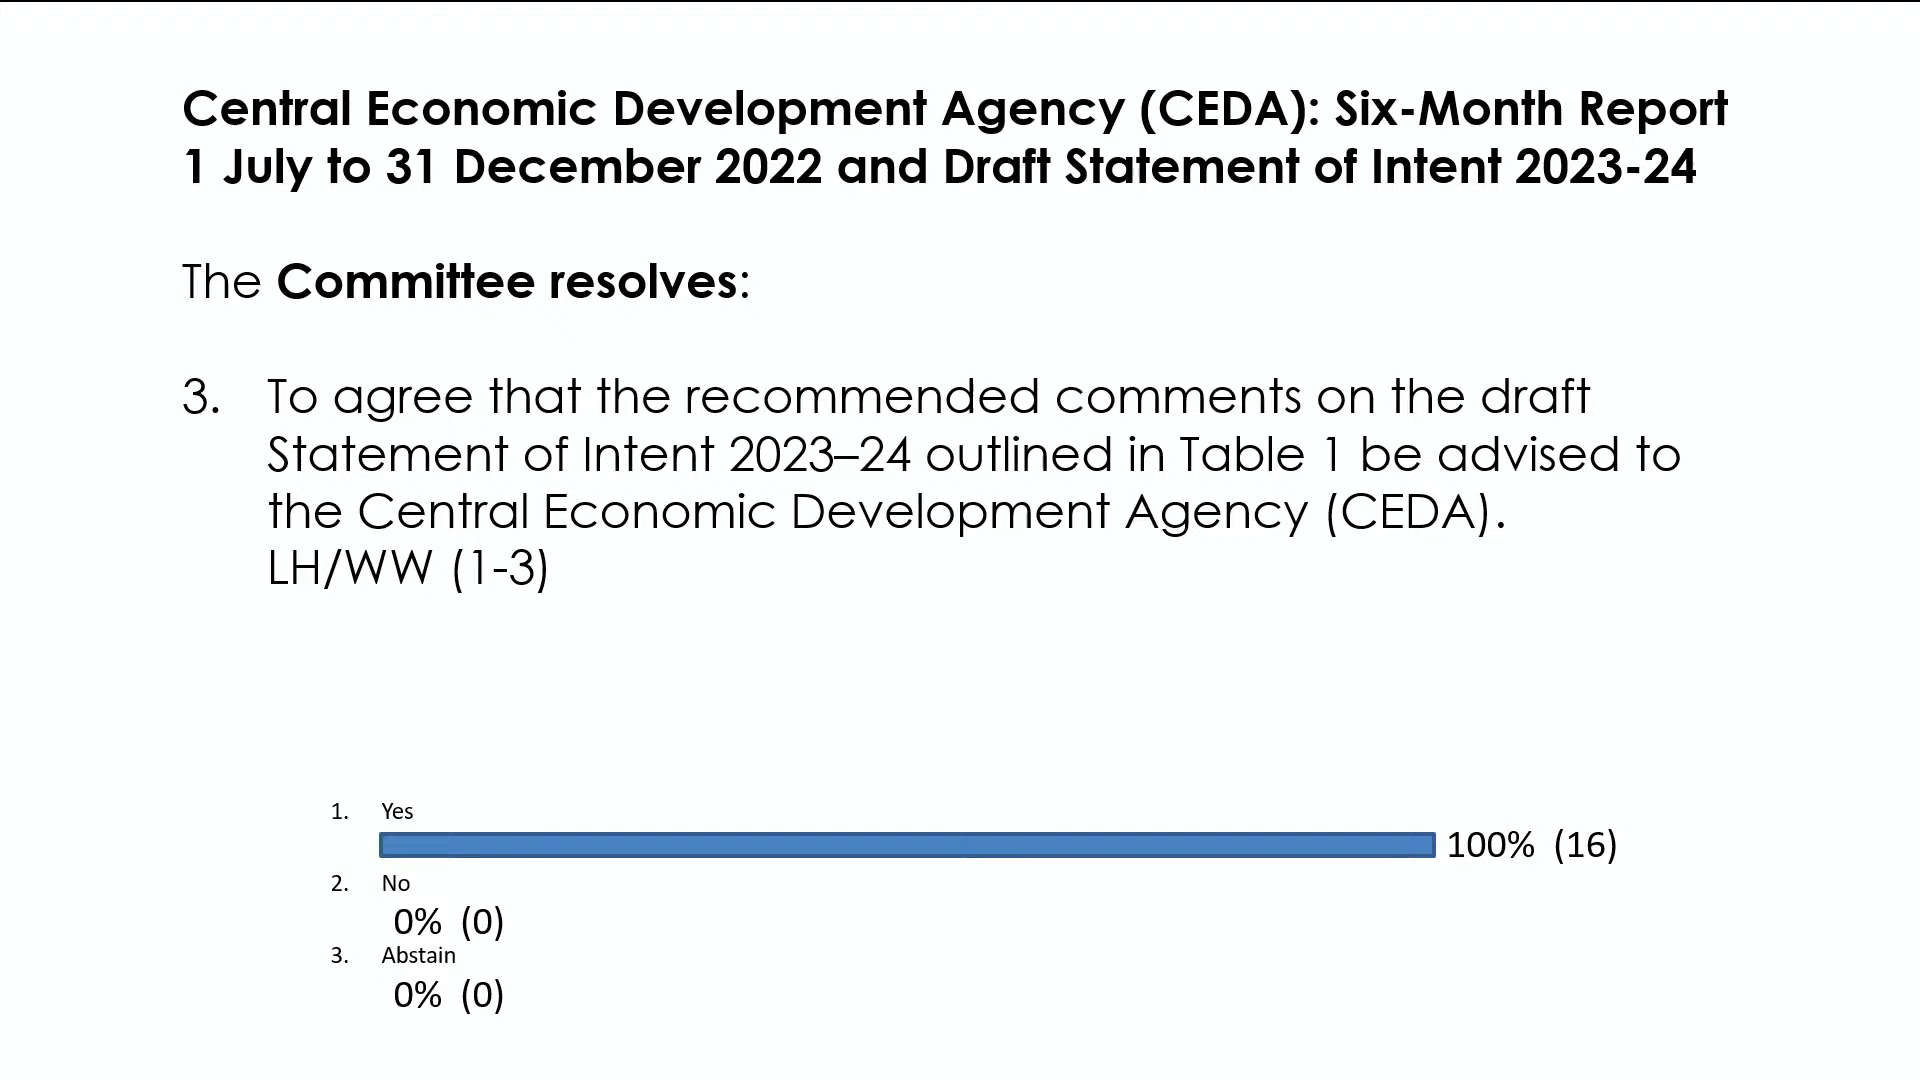 Central Economic Development Agency (CEDA): Six-Month Report
1 July to 31 December 2022 and Draft Statement of Intent 2023-24
The Committee resolves:
3. To agree that the recommended comments on the draft
Statement of Intent 2023–24 outlined in Table 1 be advised to
the Central Economic Development Agency (CEDA).
LH/WW (1-3)
1. Yes
100% (16)
2. No
0% (0)
3. Abstain
0% (0)